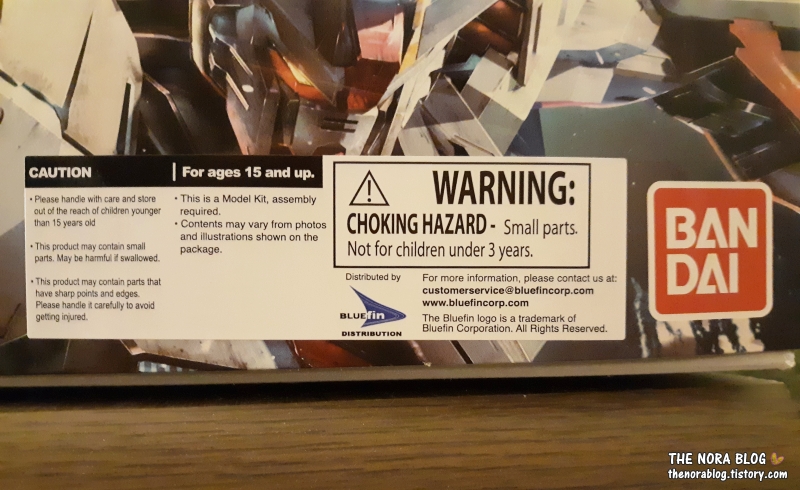 CAUTION
For ages 15 and up.
• Please handle with care and store
out of the reach of children younger
than 15 years old
• This product may contain small
parts. May be harmful if swallowed.
• This product may contain parts that
have sharp points and edges.
Please handle it carefully to avoid
getting injured.
• This is a Model Kit, assembly
required.
• Contents may vary from photos
and illustrations shown on the
package.
WARNING:
CHOKING HAZARD - Small parts.
Not for children under 3 years.
Distributed by
BLUEfin
DISTRIBUTION
For more information, please contact us at:
customerservice@bluefincorp.com
www.bluefincorp.com
The Bluefin logo is a trademark of
Bluefin Corporation. All Rights Reserved.
BAN
DAI
THE NORA BLOG
thenorablog.tistory.com